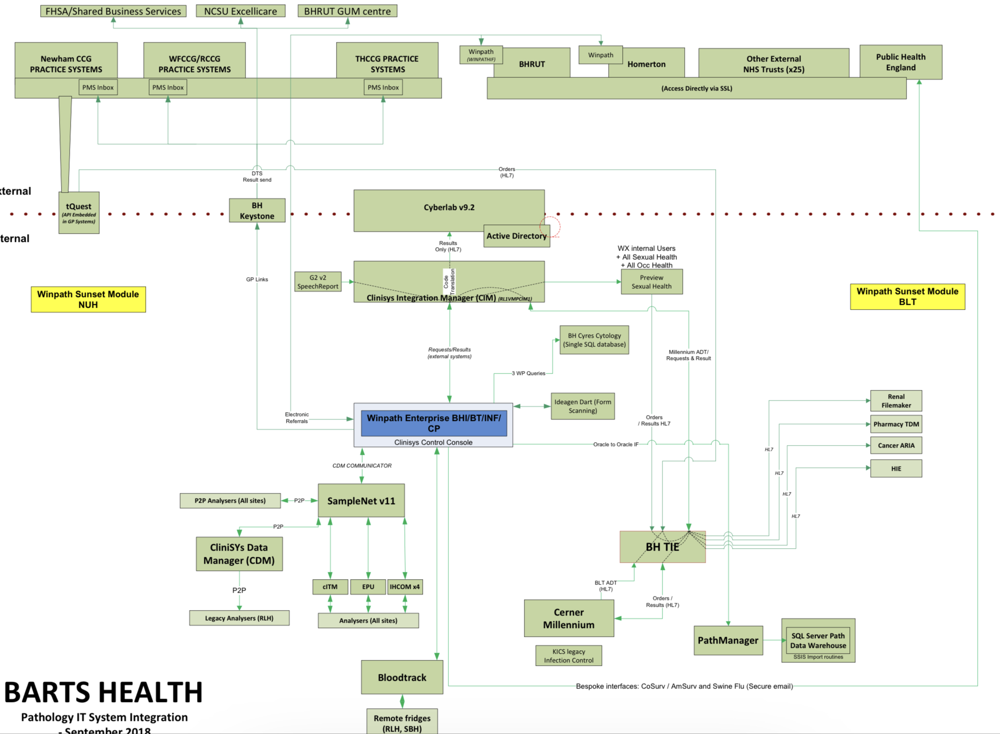 FHSA/Shared Business Services
NCSU Excellicare
BHRUT GUM centre
Newham CCG
PRACTICE SYSTEMS
WFCCG/RCCG
PRACTICE SYSTEMS
THCCG PRACTICE
SYSTEMS
PMS Inbox
PMS Inbox
PMS Inbox
Winpath
(WINPATHIF)
BHRUT
Winpath
Homerton
Other External
NHS Trusts (x25)
Public Health
England
(Access Directly via SSL)
DTS
Result send
Orders
(HL7)
xternal
ternal
tQuest
(API Embedded
in GP Systems)
BH
Keystone
Cyberlab v9.2
Active Directory
Results
Only (HL7)
WX internal Users
+ All Sexual Health
+ All Occ Health
GP Links
G2 v2
SpeechReport
Code
Translation
Clinisys Integration Manager (CIM) (RL1VMPCIM1)
Preview
Sexual Health
Winpath Sunset Module
NUH
Winpath Sunset Module
BLT
BH Cyres Cytology
(Single SQL database)
Requests/Results
(external systems)
Millennium ADT/
Requests & Result
3 WP Queries
Ideagen Dart (Form
Scanning)
Electronic
Referrals
Winpath Enterprise BHI/BT/INF/
CP
Clinisys Control Console
Orders
/ Results HL7
Oracle to Oracle IF
Renal
Filemaker
Pharmacy TDM
Cancer ARIA
HIE
HL7
HL7
HL7
HL7
CDM COMMUNICATOR
P2P Analysers (All sites)
P2P
SampleNet v11
P2P
CliniSYs Data
Manager (CDM)
P2P
Legacy Analysers (RLH)
cITM
EPU
IHCOM x4
Analysers (All sites)
BH TIE
BLT ADT
(HL7)
Orders /
Results (HL7)
Cerner
Millennium
KICS legacy
Infection Control
PathManager
SQL Server Path
Data Warehouse
SSIS Import routines
Bloodtrack
Remote fridges
(RLH, SBH)
Bespoke interfaces: CoSurv / AmSurv and Swine Flu (Secure email)
BARTS HEALTH
Pathology IT System Integration
- September 2018